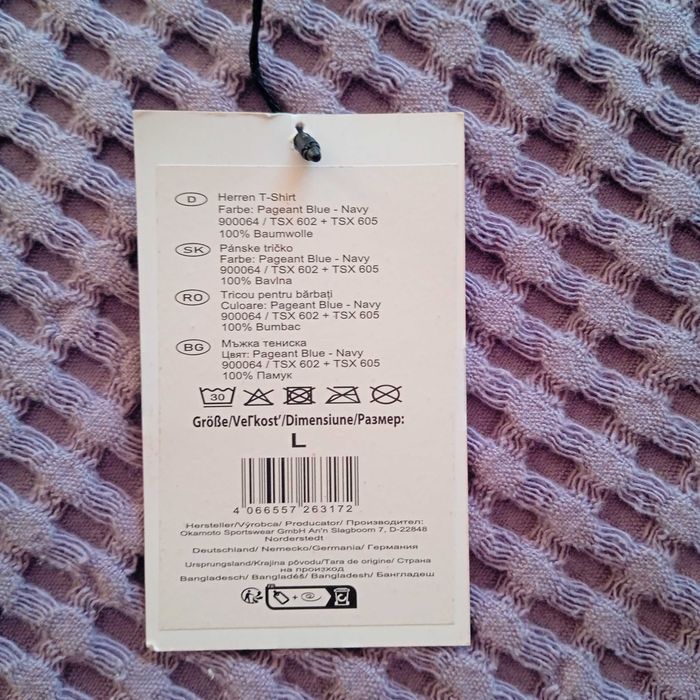 D Herren T-Shirt
Farbe: Pageant Blue - Navy
900064 / TSX 602 + TSX 605
100% Baumwolle
SK Pánske tričko
Farbe: Pageant Blue - Navy
900064 / TSX 602 + TSX 605
100% Bavlna
RO Tricou pentru bărbați
Culoare: Pageant Blue - Navy
900064 / TSX 602 + TSX 605
100% Bumbac
BG Мъжка тениска
Цвят: Pageant Blue - Navy
900064 / TSX 602 + TSX 605
100% Памук
30
Größe/Veľkosť/Dimensiune/Размер:
L
4 066557 263172
Hersteller/Výrobca/ Producator/ Производител:
Okamoto Sportswear GmbH An'n Slagboom 7, D-22848
Norderstedt
Deutschland/ Nemecko/Germania/ Германия
Ursprungsland/Krajina pôvodu/Tara de origine/ Страна
на произход
Bangladesch/ Bangladéš/ Bangladesh/ Бангладеш